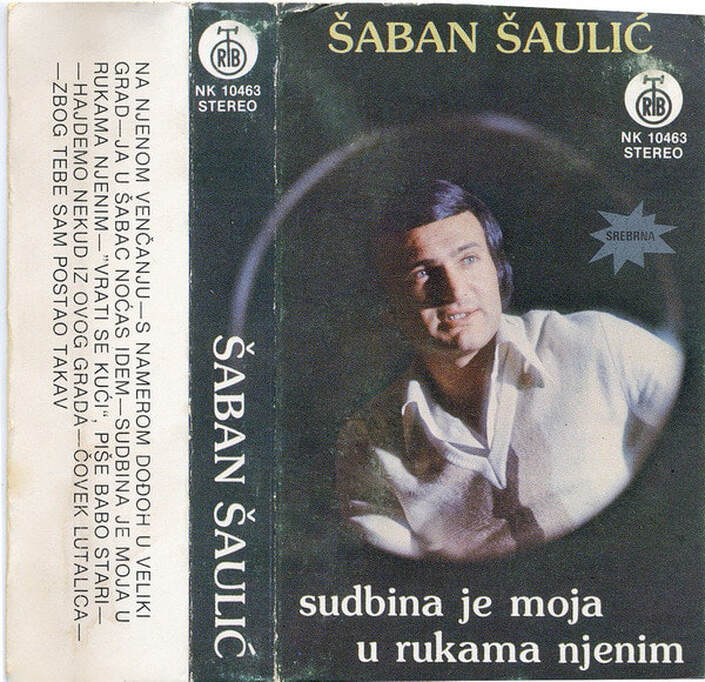 NA NJENOM VENČANJU—S NAMEROM DOĐOH U VELIKI
GRAD—JA U ŠABAC NOĆAS IDEM—SUDBINA JE MOJA U
RUKAMA NJENIM—"VRATI SE KUĆI“, PIŠE BABO STARI—
—HAJDEMO NEKUD IZ OVOG GRADA—ČOVEK LUTALICA—
—ZBOG TEBE SAM POSTAO TAKAV
RTB
NK 10463
STEREO
ŠABAN ŠAULIĆ
ŠABAN ŠAULIĆ
RTB
NK 10463
STEREO
SREBRNA
sudbina je moja
u rukama njenim